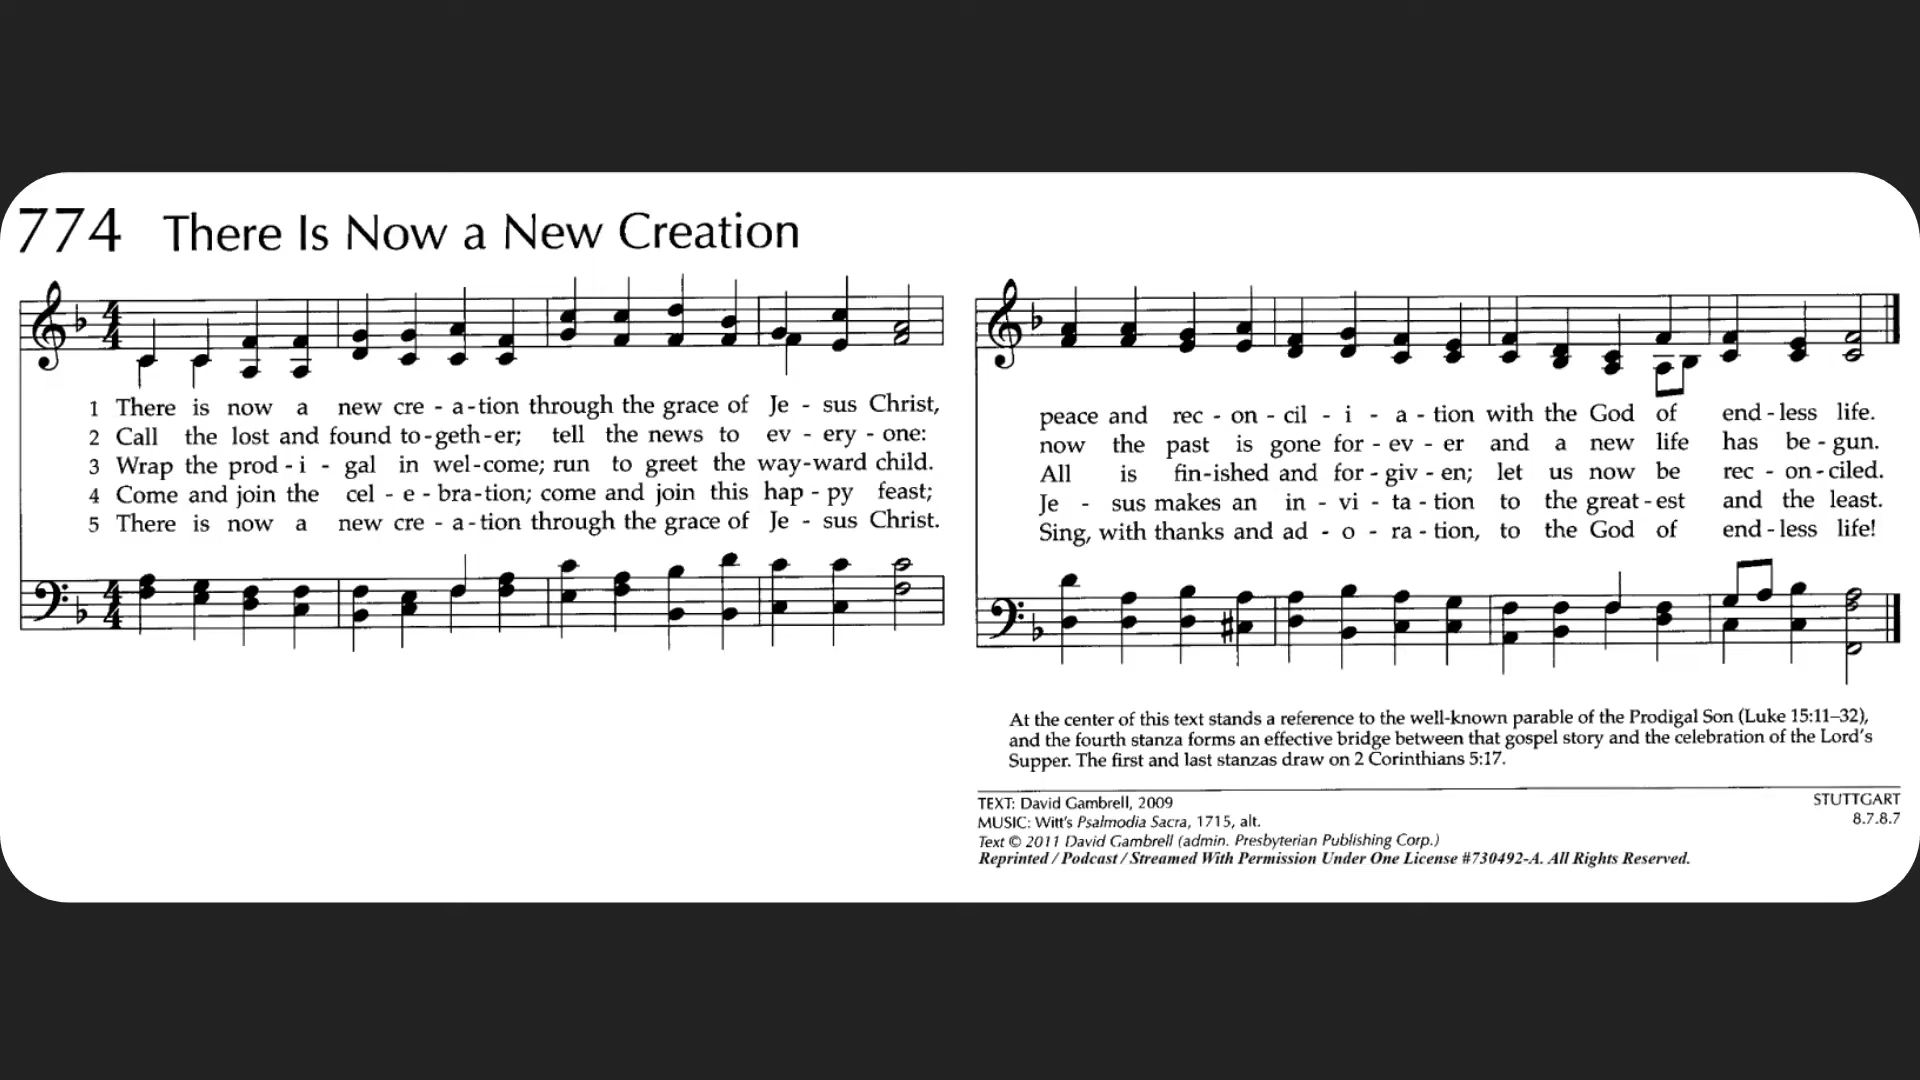 774 There Is Now a New Creation
1 There is now a new cre - a - tion through the grace of Je - sus Christ,
2 Call the lost and found to - geth - er; tell the news to ev - ery - one:
3 Wrap the prod - i - gal in wel - come; run to greet the way - ward child.
4 Come and join the cel - e - bra - tion; come and join this hap - py feast;
5 There is now a new cre - a - tion through the grace of Je - sus Christ.
peace and rec - on - cil - i - a - tion with the God of end - less life.
now the past is gone for - ev - er and a new life has be - gun.
All is fin - ished and for - giv - en; let us now be rec - on - ciled.
Je - sus makes an in - vi - ta - tion to the great - est and the least.
Sing, with thanks and ad - o - ra - tion, to the God of end - less life!
At the center of this text stands a reference to the well-known parable of the Prodigal Son (Luke 15:11–32),
and the fourth stanza forms an effective bridge between that gospel story and the celebration of the Lord's
Supper. The first and last stanzas draw on 2 Corinthians 5:17.
TEXT: David Gambrell, 2009
MUSIC: Witt's Psalmodia Sacra, 1715, alt.
Text © 2011 David Gambrell (admin. Presbyterian Publishing Corp.)
Reprinted / Podcast / Streamed With Permission Under One License #730492-A. All Rights Reserved.
STUTTGART
8.7.8.7